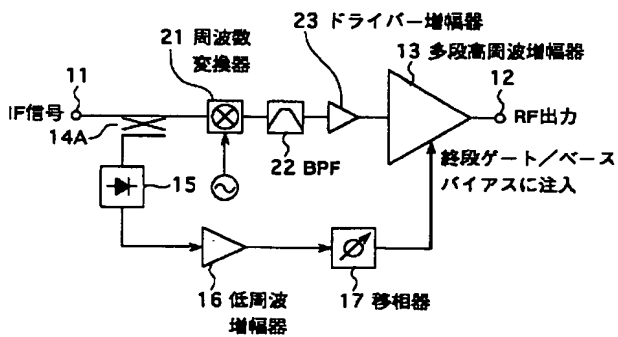 23 ドライバー増幅器
21 周波数
変換器
13 多段高周波増幅器
11
12
IF信号
RF出力
14A
22 BPF
終段ゲート／ベース
バイアスに注入
15
16 低周波
増幅器
17 移相器